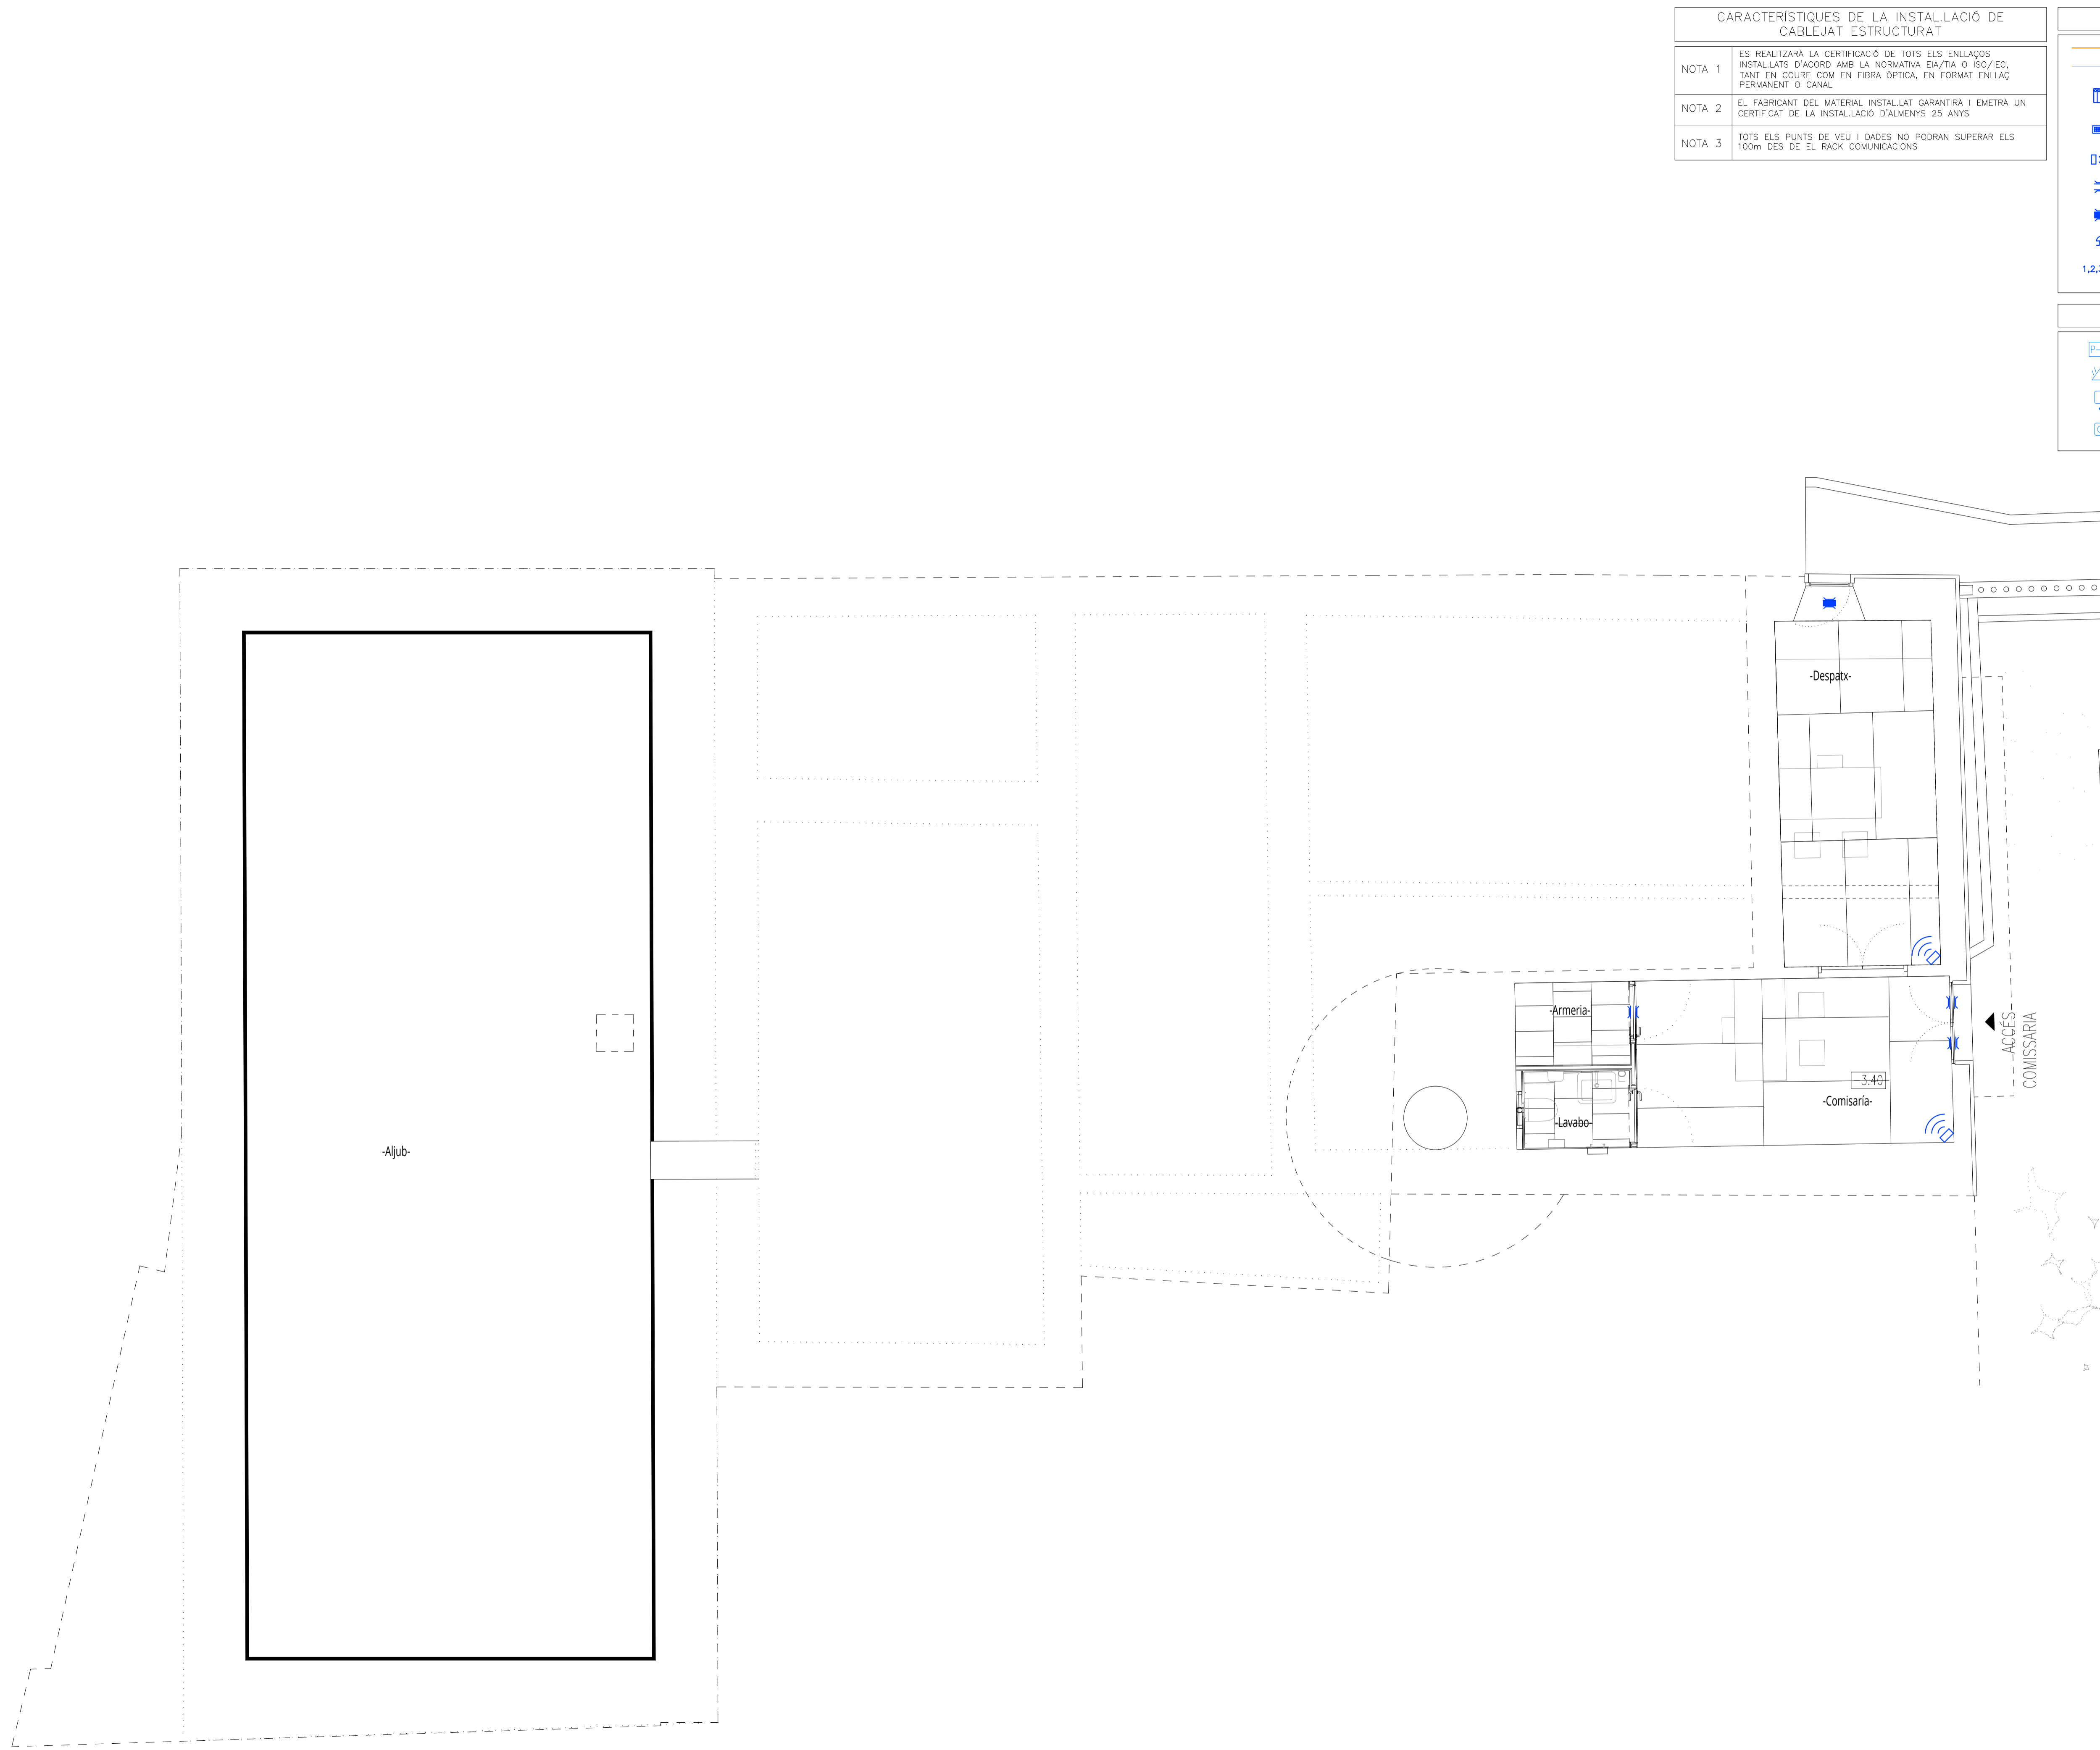 CARACTERÍSTIQUES DE LA INSTAL.LACIÓ DE
CABLEJAT ESTRUCTURAT
NOTA 1
ES REALITZARÀ LA CERTIFICACIÓ DE TOTS ELS ENLLAÇOS
INSTAL.LATS D'ACORD AMB LA NORMATIVA EIA/TIA O ISO/IEC,
TANT EN COURE COM EN FIBRA ÒPTICA, EN FORMAT ENLLAÇ
PERMANENT O CANAL
NOTA 2
EL FABRICANT DEL MATERIAL INSTAL.LAT GARANTIRÀ I EMETRÀ UN
CERTIFICAT DE LA INSTAL.LACIÓ D'ALMENYS 25 ANYS
NOTA 3
TOTS ELS PUNTS DE VEU I DADES NO PODRAN SUPERAR ELS
100m DES DE EL RACK COMUNICACIONS
1,2,
P-
-Despatx-
-Armeria-
ACCÉS
COMISSARIA
-3.40
-Comisaría-
-Lavabo-
-Aljub-